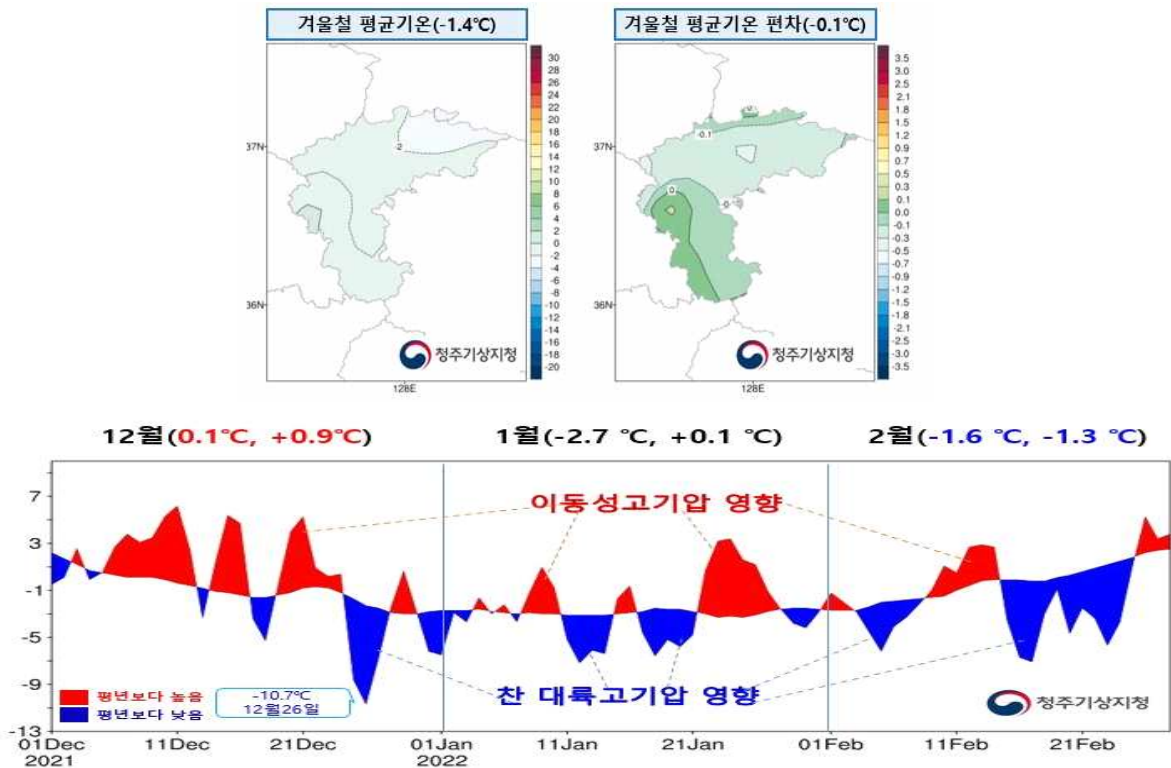 겨울철 평균기온(-1.4℃)
겨울철 평균기온 편차(-0.1℃)
30
28
26
24
22
20
18
16
14
12
10
8
6
4
2
0
-2
-4
-6
-8
-10
-12
-14
-16
-18
-20
37N
36N
128E
-2
청주기상지청
3.5
3.0
2.5
2.1
1.8
1.5
1.2
0.9
0.7
0.5
0.3
0.1
0.0
-0.1
-0.3
-0.5
-0.7
-0.9
-1.2
-1.5
-1.8
-2.1
-2.5
-3.0
-3.5
37N
36N
128E
0
-0.1
0
0
청주기상지청
12월(0.1℃, +0.9℃)
1월(-2.7 ℃, +0.1 ℃)
2월(-1.6 ℃, -1.3 ℃)
7
3
-1
-5
-9
-13
이동성고기압 영향
찬 대륙고기압 영향
평년보다 높음
평년보다 낮음
-10.7℃
12월26일
청주기상지청
01Dec
2021
11Dec
21Dec
01Jan
2022
11Jan
21Jan
01Feb
11Feb
21Feb